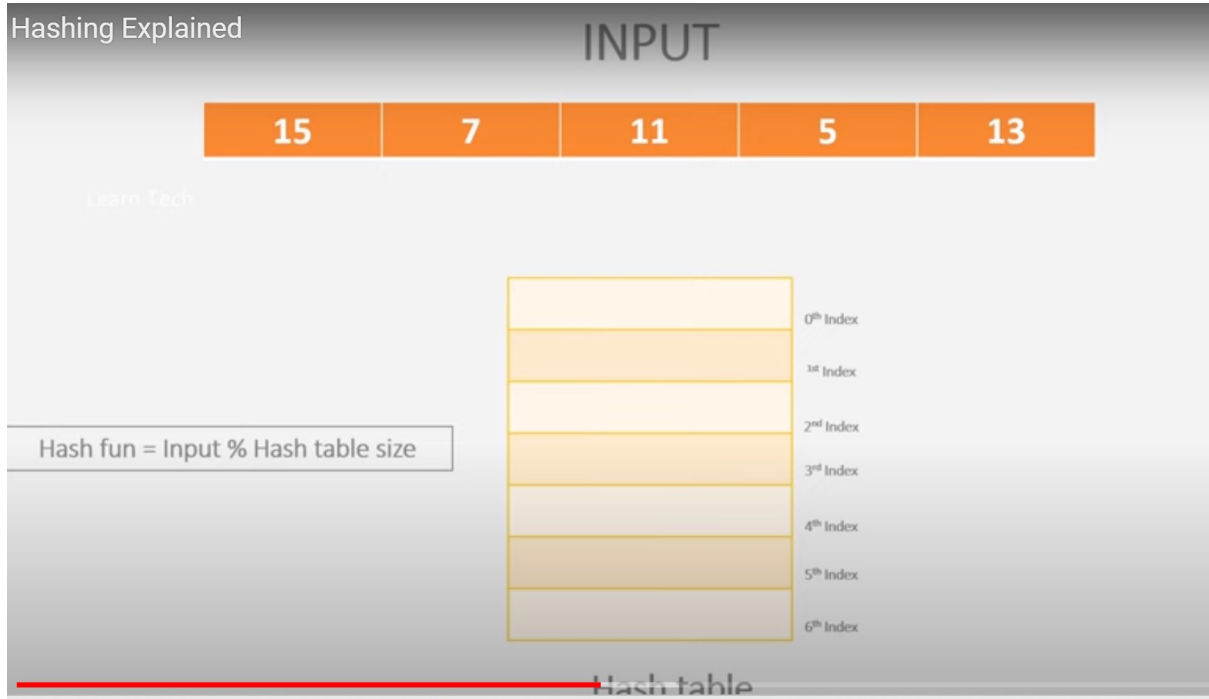 Hashing Explained
INPUT
15 7 11 5 13
Learn Tech
0th Index
1st Index
2nd Index
Hash fun = Input % Hash table size
3rd Index
4th Index
5th Index
6th Index
Hash table